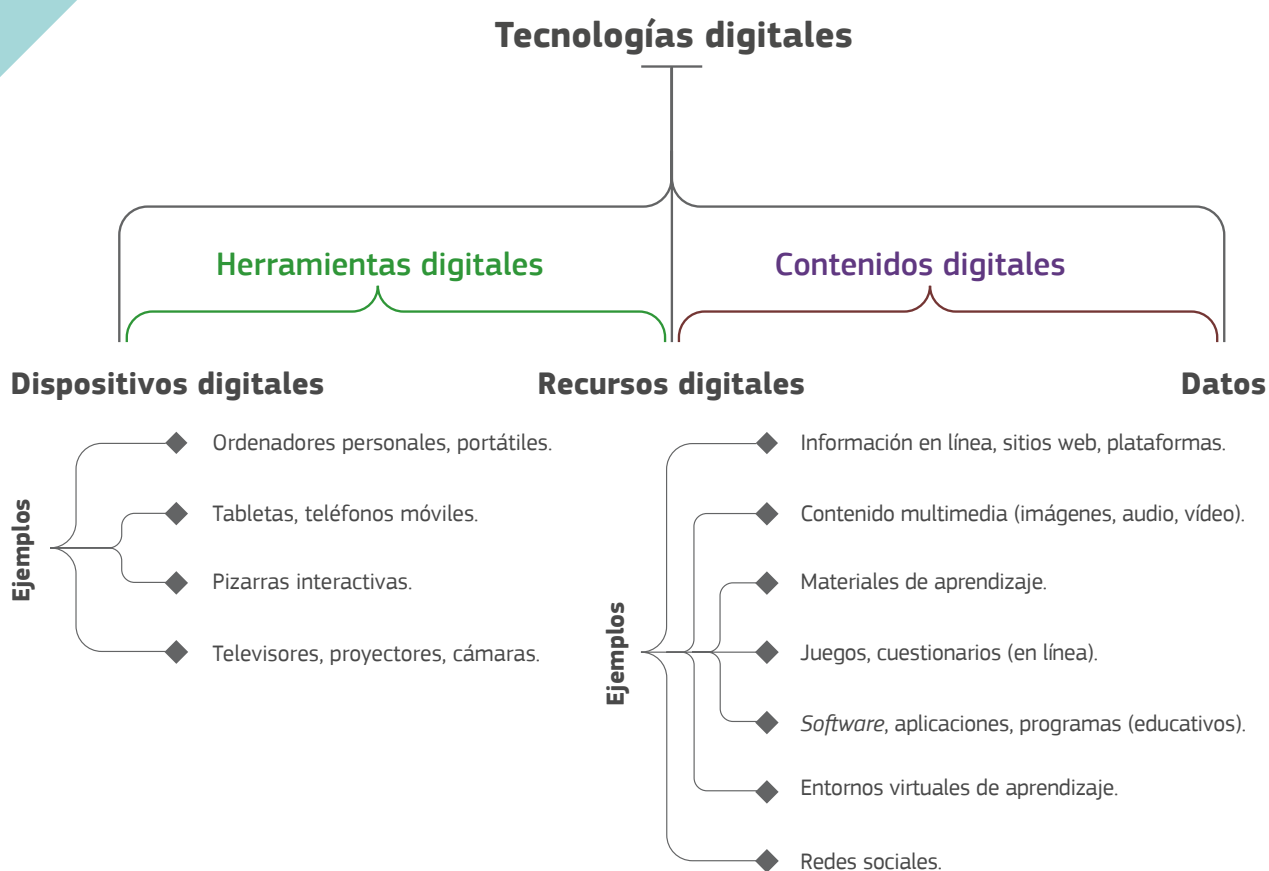 Tecnologías digitales
Herramientas digitales
Contenidos digitales
Dispositivos digitales
Recursos digitales
Datos
Ejemplos
Ordenadores personales, portátiles.
Tabletas, teléfonos móviles.
Pizarras interactivas.
Televisores, proyectores, cámaras.
Ejemplos
Información en línea, sitios web, plataformas.
Contenido multimedia (imágenes, audio, vídeo).
Materiales de aprendizaje.
Juegos, cuestionarios (en línea).
Software, aplicaciones, programas (educativos).
Entornos virtuales de aprendizaje.
Redes sociales.